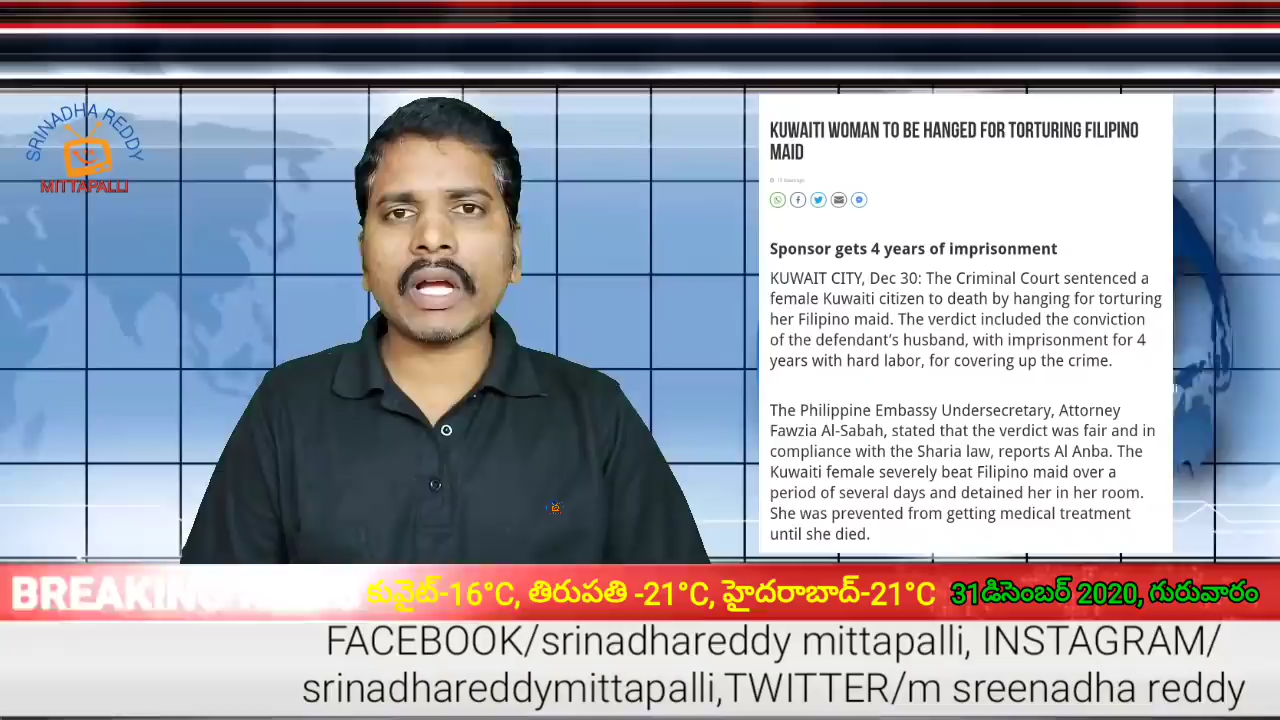 SRINADHA REDDY
MITTAPALLI
KUWAITI WOMAN TO BE HANGED FOR TORTURING FILIPINO
MAID
Sponsor gets 4 years of imprisonment
KUWAIT CITY, Dec 30: The Criminal Court sentenced a
female Kuwaiti citizen to death by hanging for torturing
her Filipino maid. The verdict included the conviction
of the defendant's husband, with imprisonment for 4
years with hard labor, for covering up the crime.
The Philippine Embassy Undersecretary, Attorney
Fawzia Al-Sabah, stated that the verdict was fair and in
compliance with the Sharia law, reports Al Anba. The
Kuwaiti female severely beat Filipino maid over a
period of several days and detained her in her room.
She was prevented from getting medical treatment
until she died.
BREAKING కువైట్-16°C, తిరుపతి -21°C, హైదరాబాద్-21°C 31డిసెంబర్ 2020, గురువారం
FACEBOOK/srinadhareddy mittapalli, INSTAGRAM/
srinadhareddymittapalli,TWITTER/m sreenadha reddy